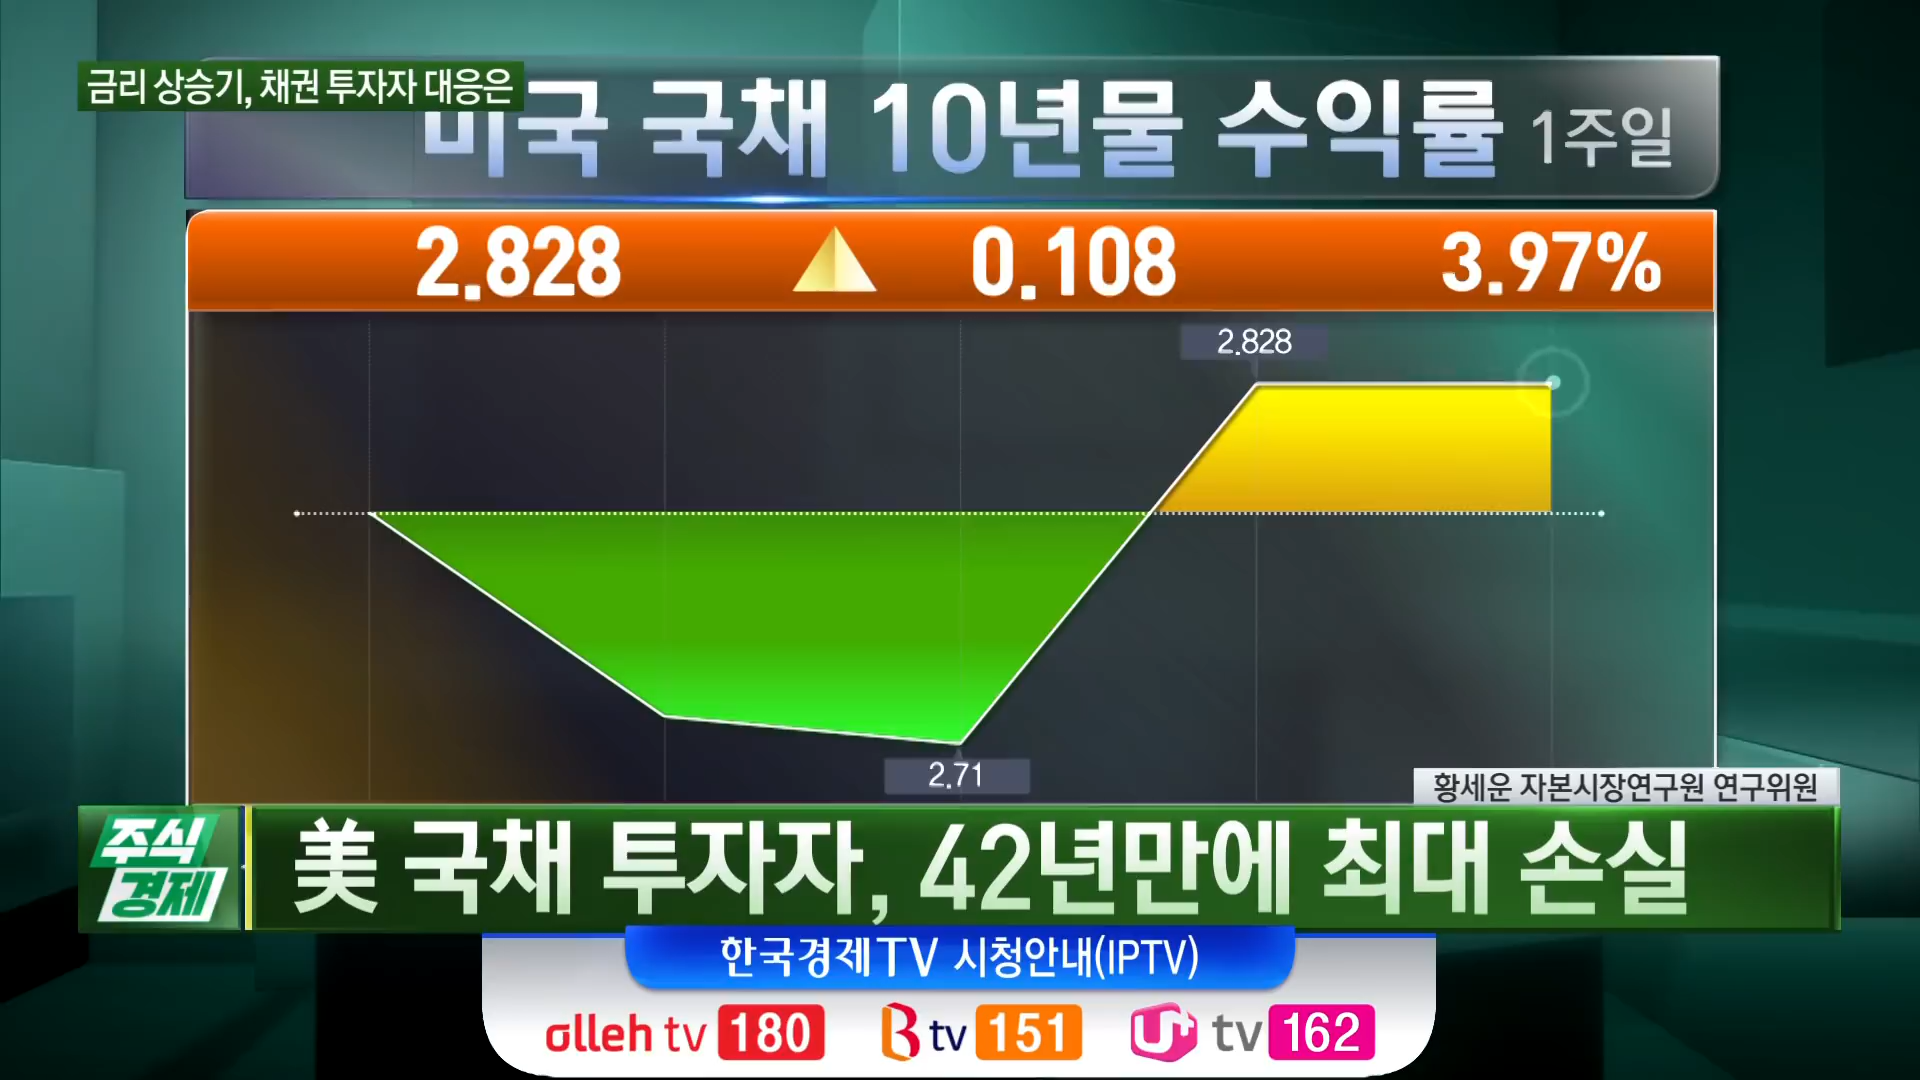 금리 상승기, 채권 투자자 대응은
미국 국채 10년물 수익률 1주일
2.828 0.108 3.97%
2.828
2.71
황세운 자본시장연구원 연구위원
주식
경제
美 국채 투자자, 42년만에 최대 손실
한국경제TV 시청안내(IPTV)
olleh tv 180 B tv 151 U+ tv 162